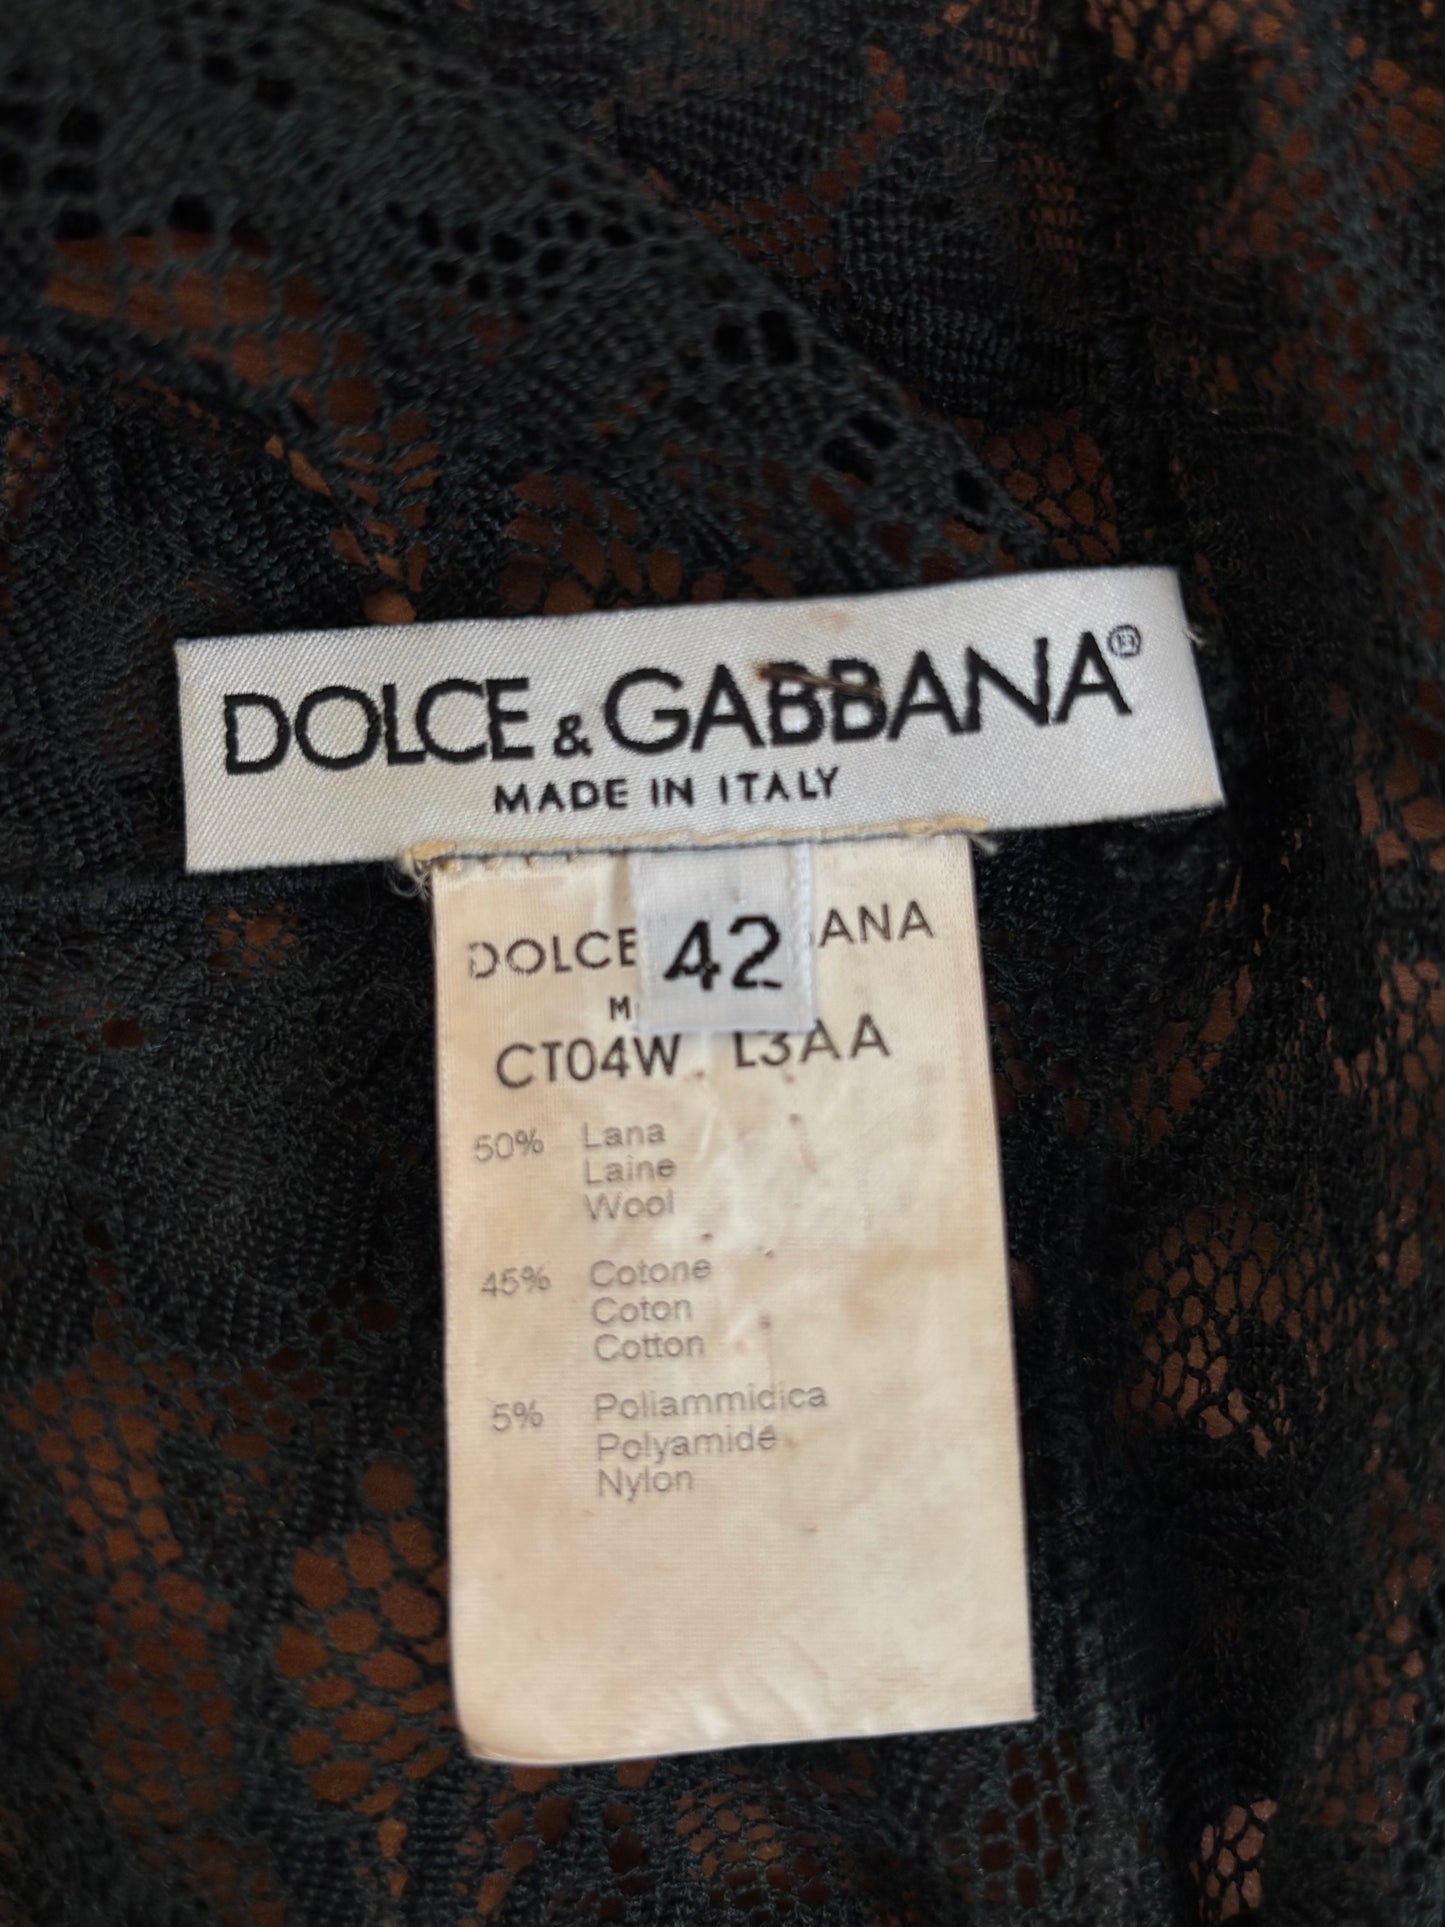 DOLCE & GABBANA®
MADE IN ITALY
42
DOLCE ANA
CT04W L3AA
50% Lana
Laine
Wool
45% Cotone
Coton
Cotton
5% Poliammidica
Polyamide
Nylon